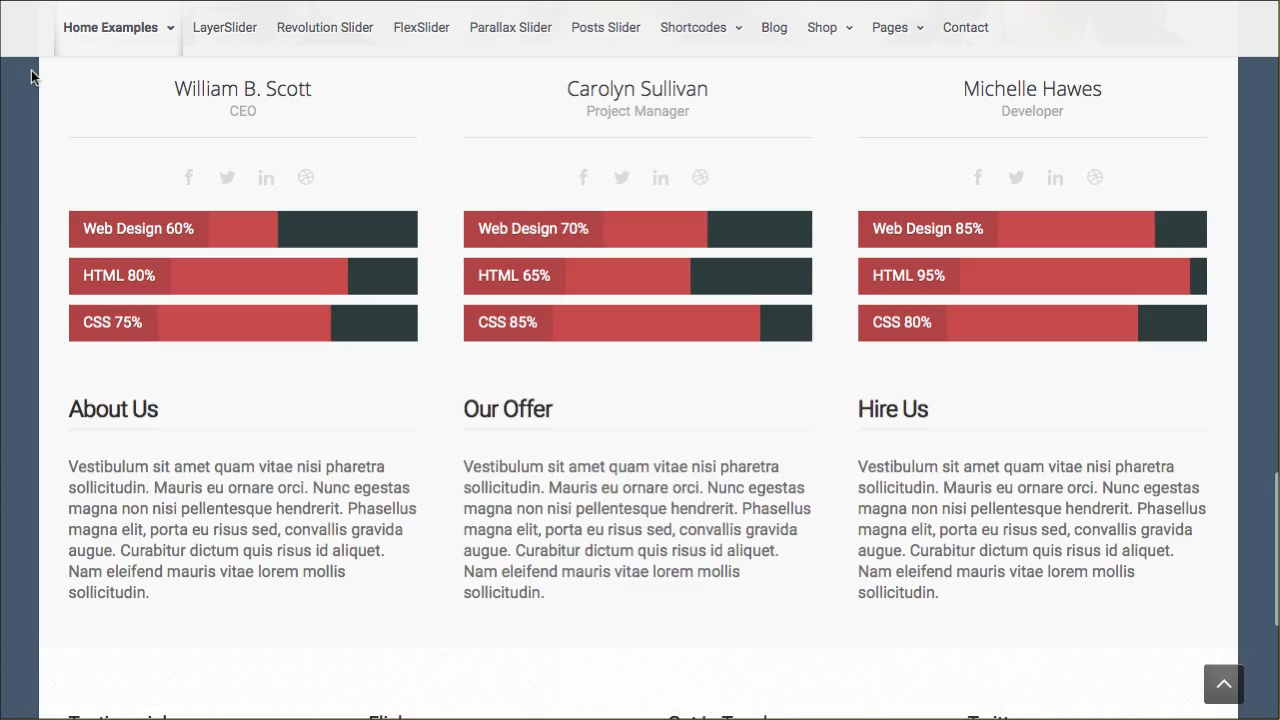 Home Examples LayerSlider Revolution Slider FlexSlider Parallax Slider Posts Slider Shortcodes Blog Shop Pages Contact
William B. Scott
CEO
Web Design 60%
HTML 80%
CSS 75%
Carolyn Sullivan
Project Manager
Web Design 70%
HTML 65%
CSS 85%
Michelle Hawes
Developer
Web Design 85%
HTML 95%
CSS 80%
About Us
Vestibulum sit amet quam vitae nisi pharetra
sollicitudin. Mauris eu ornare orci. Nunc egestas
magna non nisi pellentesque hendrerit. Phasellus
magna elit, porta eu risus sed, convallis gravida
augue. Curabitur dictum quis risus id aliquet.
Nam eleifend mauris vitae lorem mollis
sollicitudin.
Our Offer
Vestibulum sit amet quam vitae nisi pharetra
sollicitudin. Mauris eu ornare orci. Nunc egestas
magna non nisi pellentesque hendrerit. Phasellus
magna elit, porta eu risus sed, convallis gravida
augue. Curabitur dictum quis risus id aliquet.
Nam eleifend mauris vitae lorem mollis
sollicitudin.
Hire Us
Vestibulum sit amet quam vitae nisi pharetra
sollicitudin. Mauris eu ornare orci. Nunc egestas
magna non nisi pellentesque hendrerit. Phasellus
magna elit, porta eu risus sed, convallis gravida
augue. Curabitur dictum quis risus id aliquet.
Nam eleifend mauris vitae lorem mollis
sollicitudin.